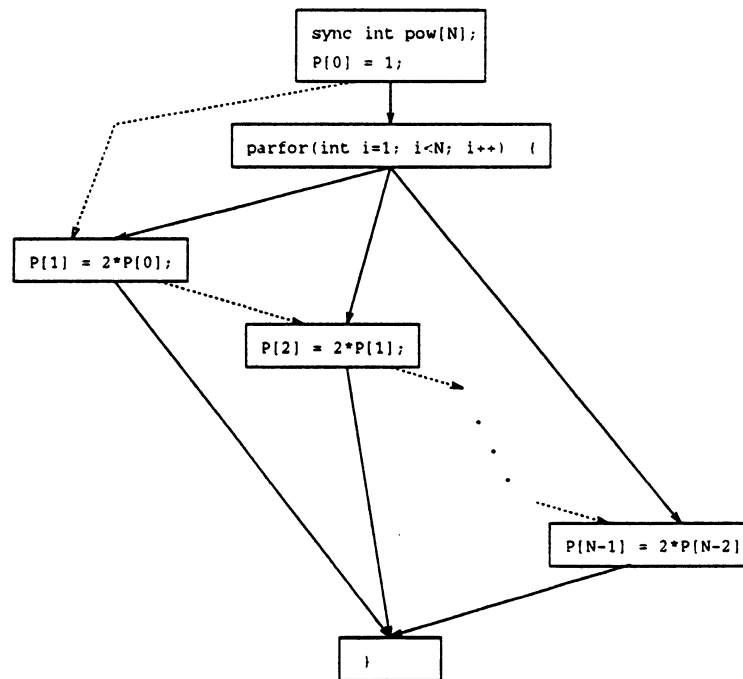 sync int pow[N];
P[0] = 1;
parfor(int i=1; i<N; i++) {
P[1] = 2*P[0];
P[2] = 2*P[1];
P[N-1] = 2*P[N-2]
}